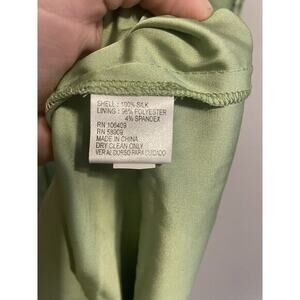 SHELL : 100% SILK
LINING : 96% POLYESTER
4% SPANDEX
RN 106409
RN 58909
MADE IN CHINA
DRY CLEAN ONLY
VER AL DORSO PARA CUIDADO